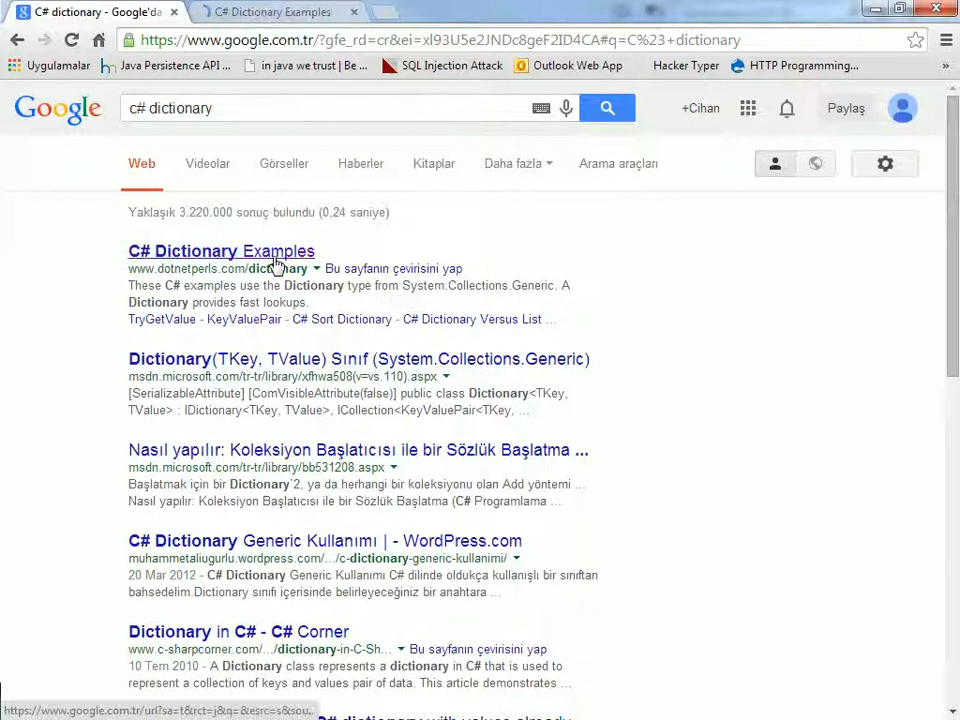 C# dictionary - Google'da
C# Dictionary Examples
https://www.google.com.tr/?gfe_rd=cr&ei=xl93U5e2JNDc8geF2ID4CA#q=C%23+dictionary
Uygulamalar
Java Persistence API ...
in java we trust | Be ...
SQL Injection Attack
Outlook Web App
Hacker Typer
HTTP Programming...
»
Google
c# dictionary
+Cihan
Paylaş
Web
Videolar
Görseller
Haberler
Kitaplar
Daha fazla
Arama araçları
Yaklaşık 3.220.000 sonuç bulundu (0,24 saniye)
C# Dictionary Examples
www.dotnetperls.com/dictionary Bu sayfanın çevirisini yap
These C# examples use the Dictionary type from System.Collections.Generic. A
Dictionary provides fast lookups.
TryGetValue - KeyValuePair - C# Sort Dictionary - C# Dictionary Versus List ...
Dictionary(TKey, TValue) Sınıf (System.Collections.Generic)
msdn.microsoft.com/tr-tr/library/xfhwa508(v=vs.110).aspx
[SerializableAttribute] [ComVisibleAttribute(false)] public class Dictionary<TKey,
TValue> : IDictionary<TKey, TValue>, ICollection<KeyValuePair<TKey, ...
Nasıl yapılır: Koleksiyon Başlatıcısı ile bir Sözlük Başlatma ...
msdn.microsoft.com/tr-tr/library/bb531208.aspx
Başlatmak için bir Dictionary`2, ya da herhangi bir koleksiyonu olan Add yöntemi ...
Nasıl yapılır: Koleksiyon Başlatıcısı ile bir Sözlük Başlatma (C# Programlama ...
C# Dictionary Generic Kullanımı | - WordPress.com
muhammetaliugurlu.wordpress.com/.../c-dictionary-generic-kullanimi/
20 Mar 2012 - C# Dictionary Generic Kullanımı C# dilinde oldukça kullanışlı bir sınıftan
bahsedelim.Dictionary sınıfı içerisinde belirleyeceğiniz bir anahtara ...
Dictionary in C# - C# Corner
www.c-sharpcorner.com/.../dictionary-in-C-Sh... Bu sayfanın çevirisini yap
10 Tem 2010 - A Dictionary class represents a dictionary in C# that is used to
represent a collection of keys and values pair of data. This article demonstrates ...
C# dictionary with values already
https://www.google.com.tr/url?sa=t&rct=j&q=&esrc=s&sou...